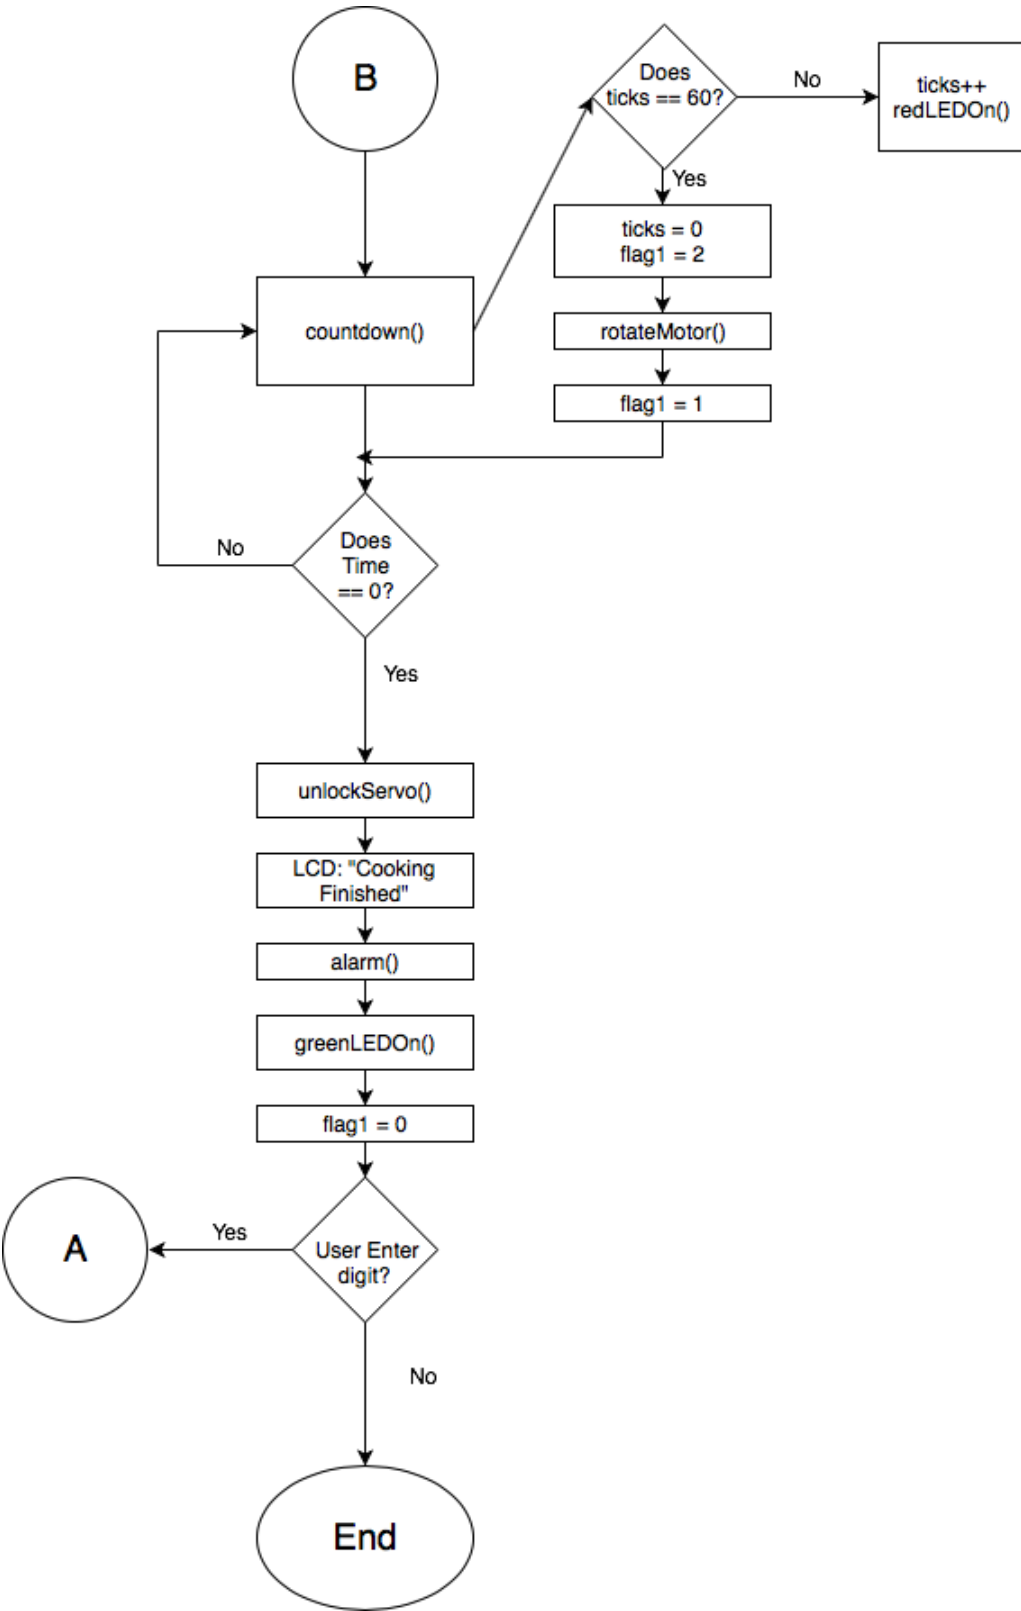 B
Does
ticks == 60?
No
ticks++
redLEDOn()
Yes
ticks = 0
flag1 = 2
countdown()
rotateMotor()
flag1 = 1
Does
Time
== 0?
No
Yes
unlockServo()
LCD: "Cooking
Finished"
alarm()
greenLEDOn()
flag1 = 0
A
Yes
User Enter
digit?
No
End